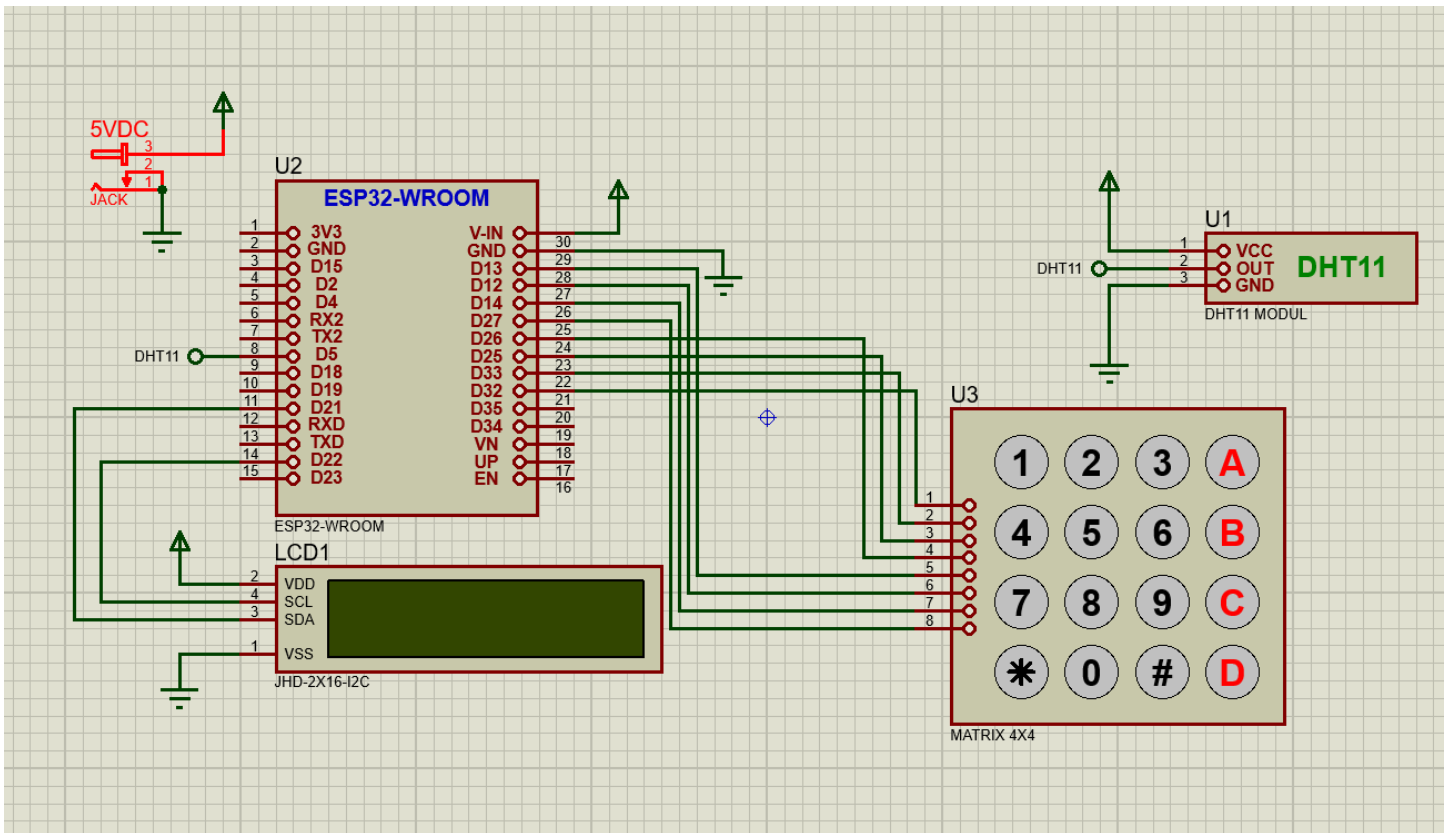 5VDC
3
2
1
JACK
U2
ESP32-WROOM
1 3V3
2 GND
3 D15
4 D2
5 D4
6 RX2
7 TX2
DHT11 8 D5
9 D18
10 D19
11 D21
12 RXD
13 TXD
14 D22
15 D23
V-IN 30
GND 29
D13 28
D12 27
D14 26
D27 25
D26 24
D25 23
D33 22
D32 21
D35 20
D34 19
VN 18
UP 17
EN 16
ESP32-WROOM
LCD1
2 VDD
4 SCL
3 SDA
1 VSS
JHD-2X16-I2C
U1
1 VCC
DHT11 2 OUT
3 GND
DHT11
DHT11 MODÜL
U3
1
2
3
4
5
6
7
8
1 2 3 A
4 5 6 B
7 8 9 C
* 0 # D
MATRIX 4X4